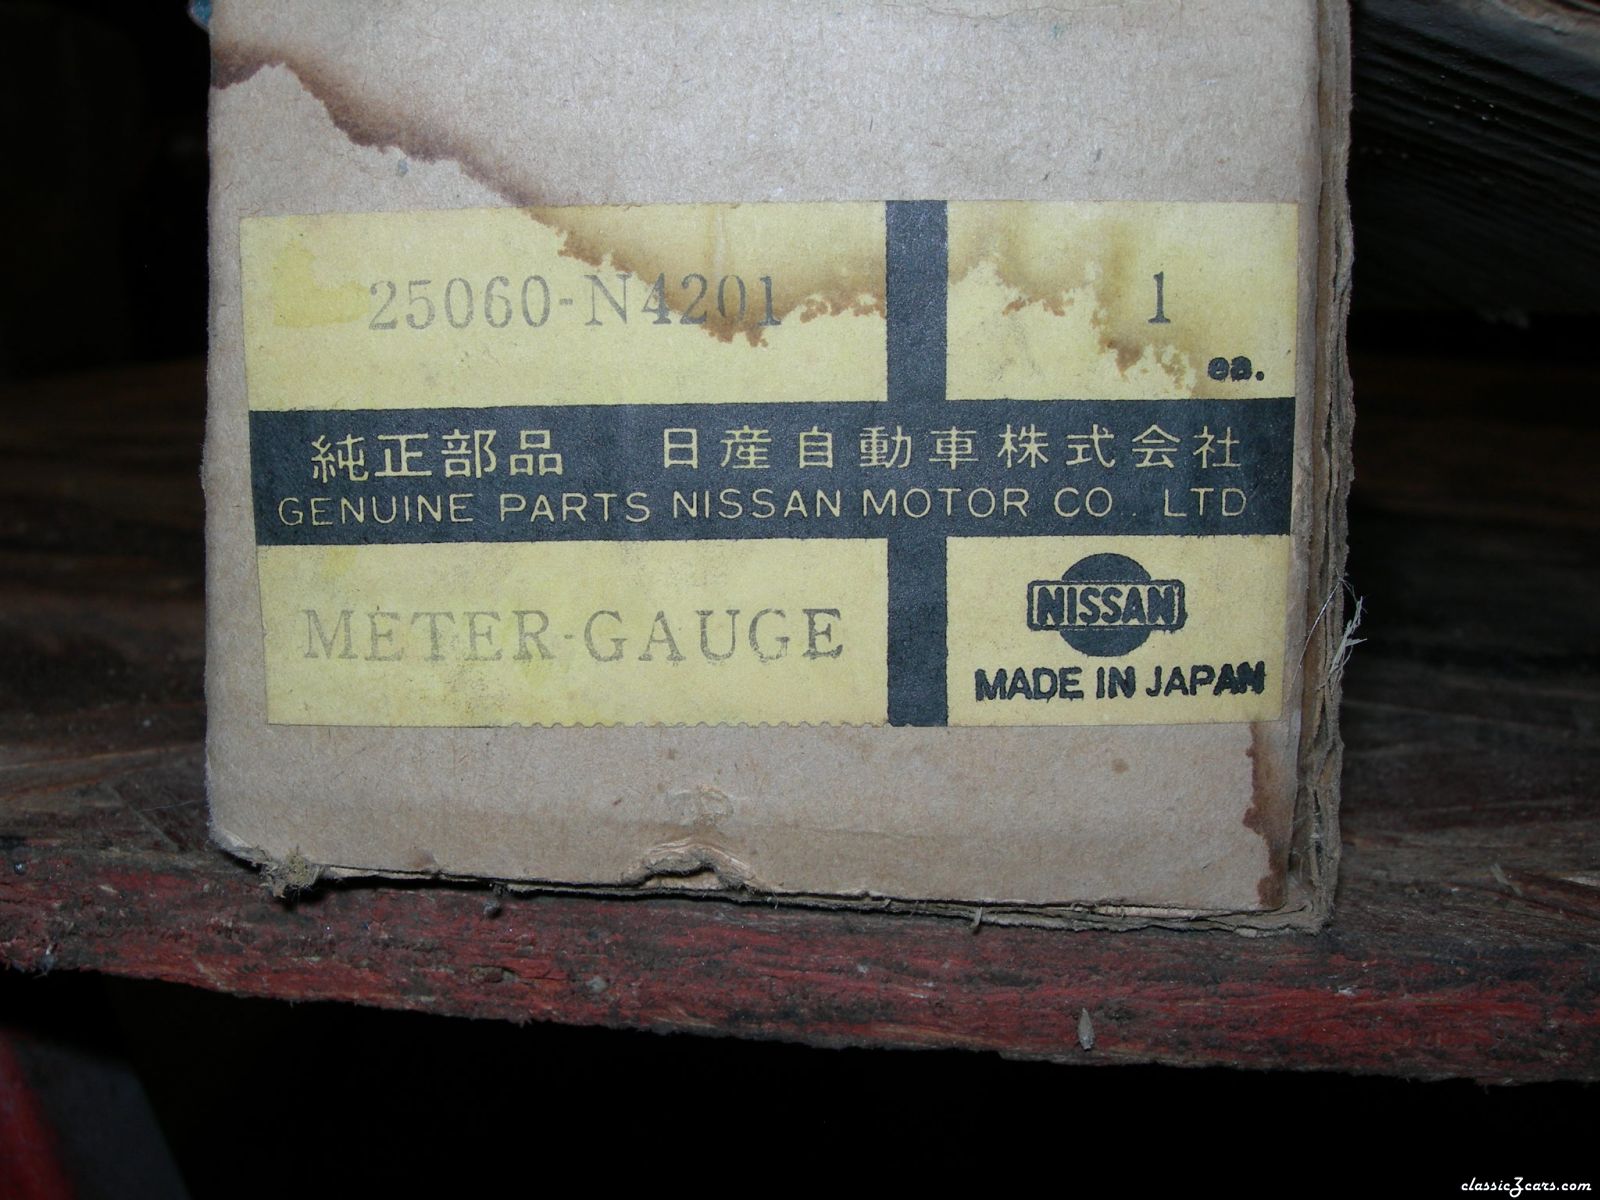 25060-N4201
1
ea.
純正部品 日産自動車株式会社
GENUINE PARTS NISSAN MOTOR CO. LTD.
METER-GAUGE
NISSAN
MADE IN JAPAN
classicZcars.com